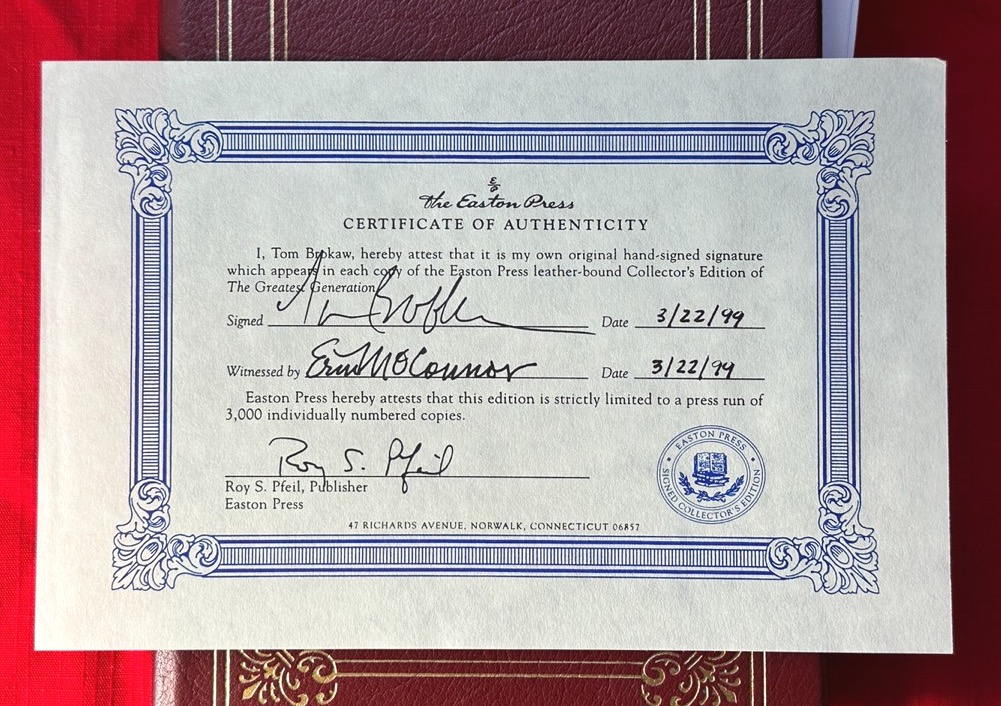 E/P
The Easton Press
CERTIFICATE OF AUTHENTICITY
I, Tom Brokaw, hereby attest that it is my own original hand-signed signature
which appears in each copy of the Easton Press leather-bound Collector's Edition of
The Greatest Generation
Signed Tom Brokaw Date 3/22/99
Witnessed by Erin McOConnor Date 3/22/99
Easton Press hereby attests that this edition is strictly limited to a press run of
3,000 individually numbered copies.
Roy S. Pfeil
Roy S. Pfeil, Publisher
Easton Press
EASTON PRESS
SIGNED COLLECTOR'S EDITION
47 RICHARDS AVENUE, NORWALK, CONNECTICUT 06857